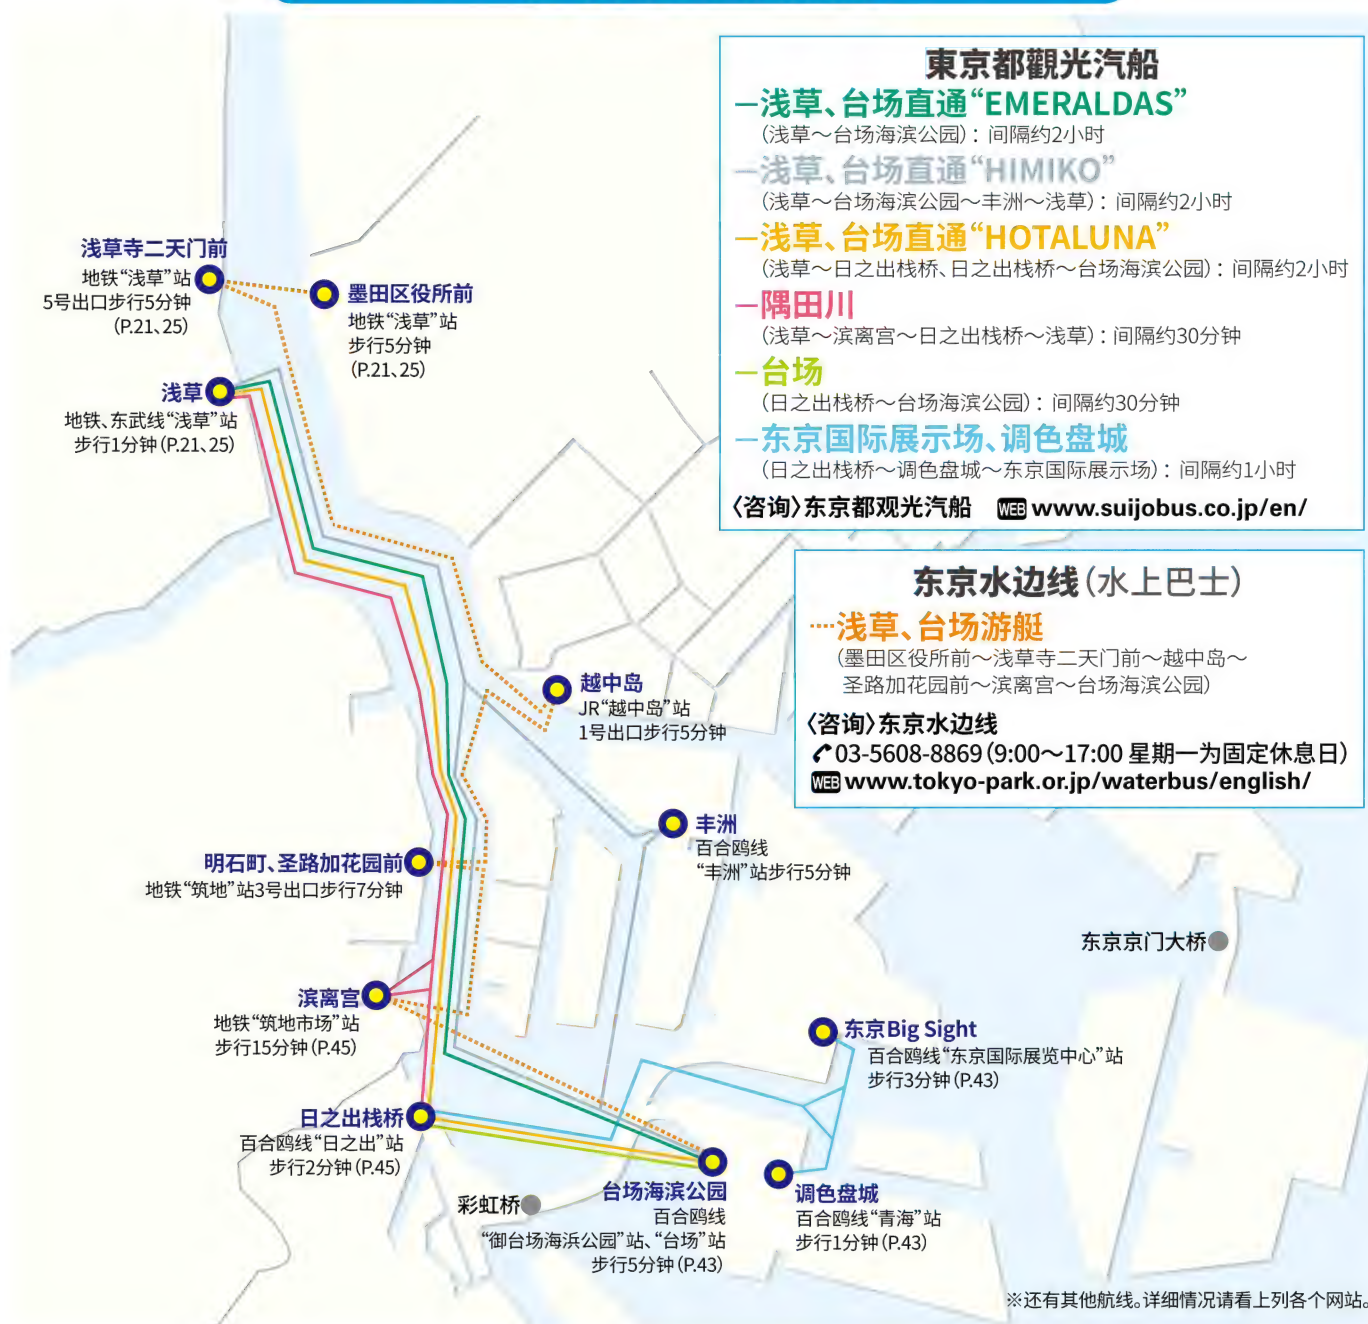 東京都觀光汽船
浅草、台场直通“EMERALDAS”
(浅草～台场海滨公园)：间隔约2小时
浅草、台场直通“HIMIKO”
(浅草～台场海滨公园～丰洲～浅草)：间隔约2小时
浅草、台场直通“HOTALUNA”
(浅草～日之出栈桥、日之出栈桥～台场海滨公园)：间隔约2小时
隅田川
(浅草～滨离宫～日之出栈桥～浅草)：间隔约30分钟
台场
(日之出栈桥～台场海滨公园)：间隔约30分钟
东京国际展示场、调色盘城
(日之出栈桥～调色盘城～东京国际展示场)：间隔约1小时
〈咨询〉东京都观光汽船 WEB www.suijobus.co.jp/en/
东京水边线(水上巴士)
浅草、台场游艇
(墨田区役所前～浅草寺二天门前～越中岛～
圣路加花园前～滨离宫～台场海滨公园)
〈咨询〉东京水边线
03-5608-8869(9:00～17:00 星期一为固定休息日)
WEB www.tokyo-park.or.jp/waterbus/english/
浅草寺二天门前
地铁“浅草”站
5号出口步行5分钟
(P.21、25)
墨田区役所前
地铁“浅草”站
步行5分钟
(P.21、25)
浅草
地铁、东武线“浅草”站
步行1分钟(P.21、25)
越中岛
JR“越中岛”站
1号出口步行5分钟
丰洲
百合鸥线
“丰洲”站步行5分钟
明石町、圣路加花园前
地铁“筑地”站3号出口步行7分钟
东京京门大桥
滨离宫
地铁“筑地市场”站
步行15分钟(P.45)
东京Big Sight
百合鸥线“东京国际展览中心”站
步行3分钟(P.43)
日之出栈桥
百合鸥线“日之出”站
步行2分钟(P.45)
彩虹桥
台场海滨公园
百合鸥线
“御台场海浜公园”站、“台场”站
步行5分钟(P.43)
调色盘城
百合鸥线“青海”站
步行1分钟(P.43)
※还有其他航线。详细情况请看上列各个网站。